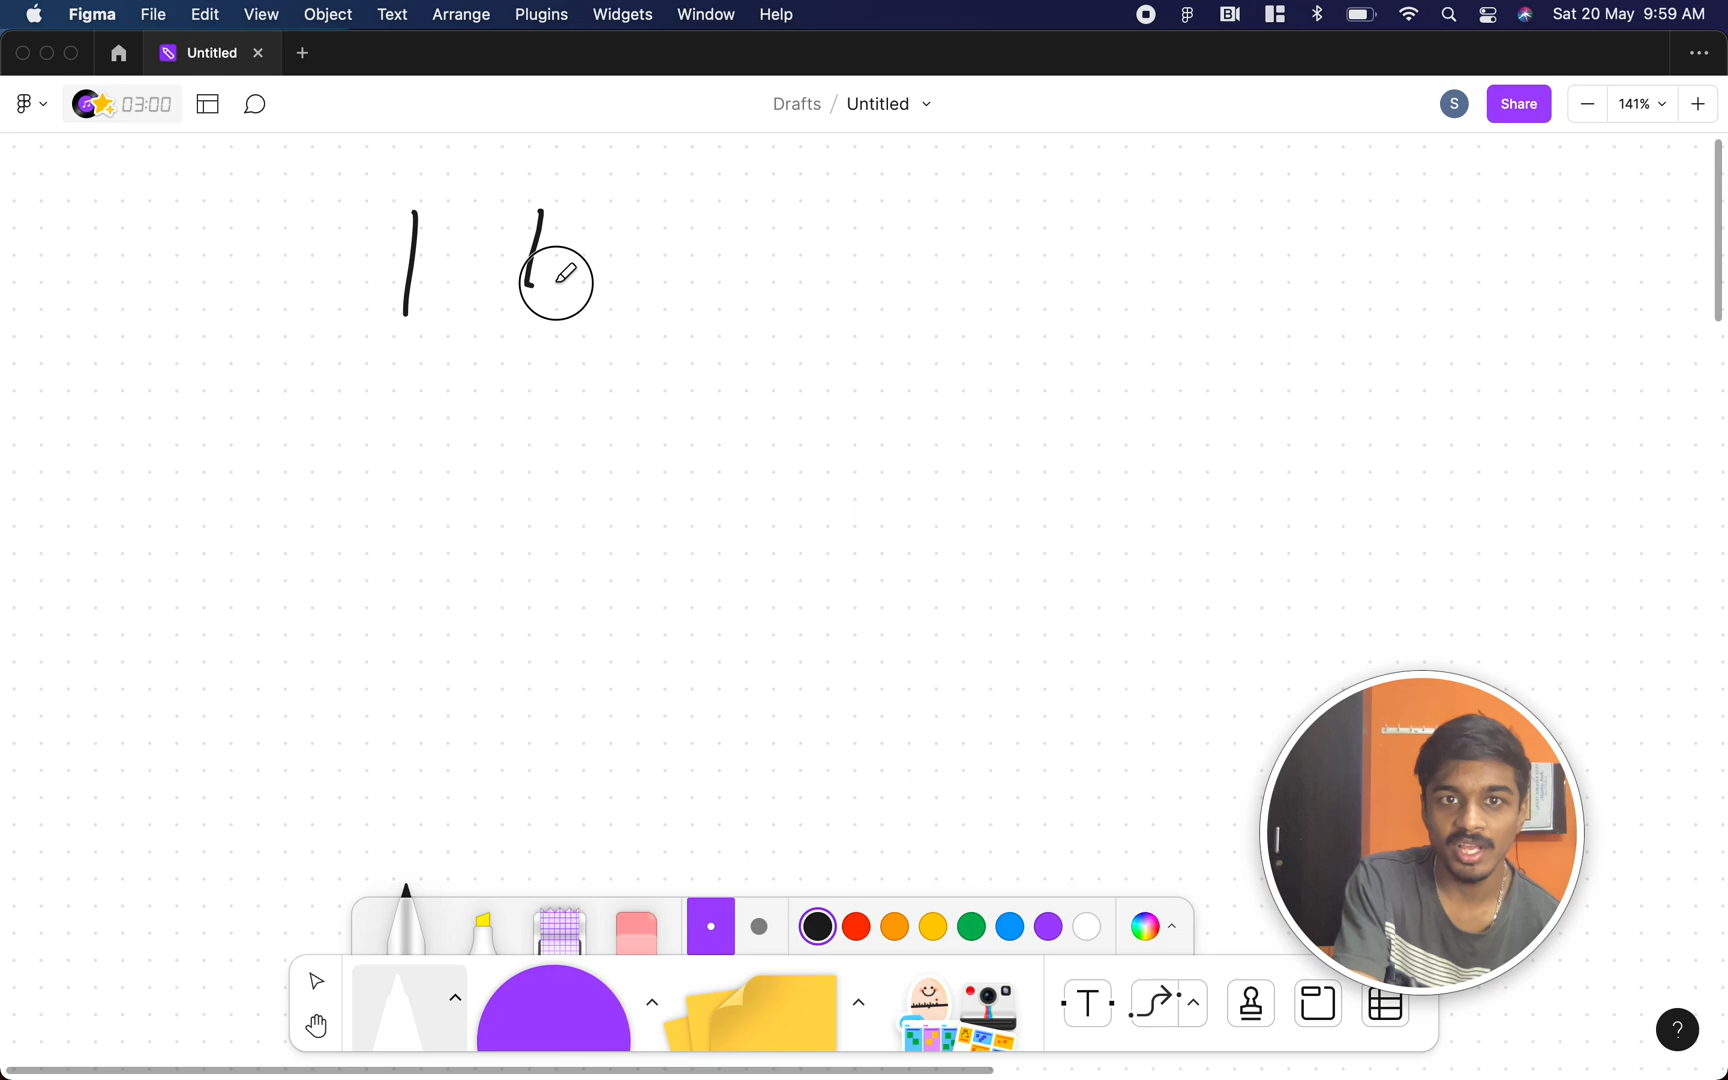 Figma File Edit View Object Text Arrange Plugins Widgets Window Help Sat 20 May 9:59 AM
Untitled
03:00 Drafts / Untitled S Share 141%
1
T
?